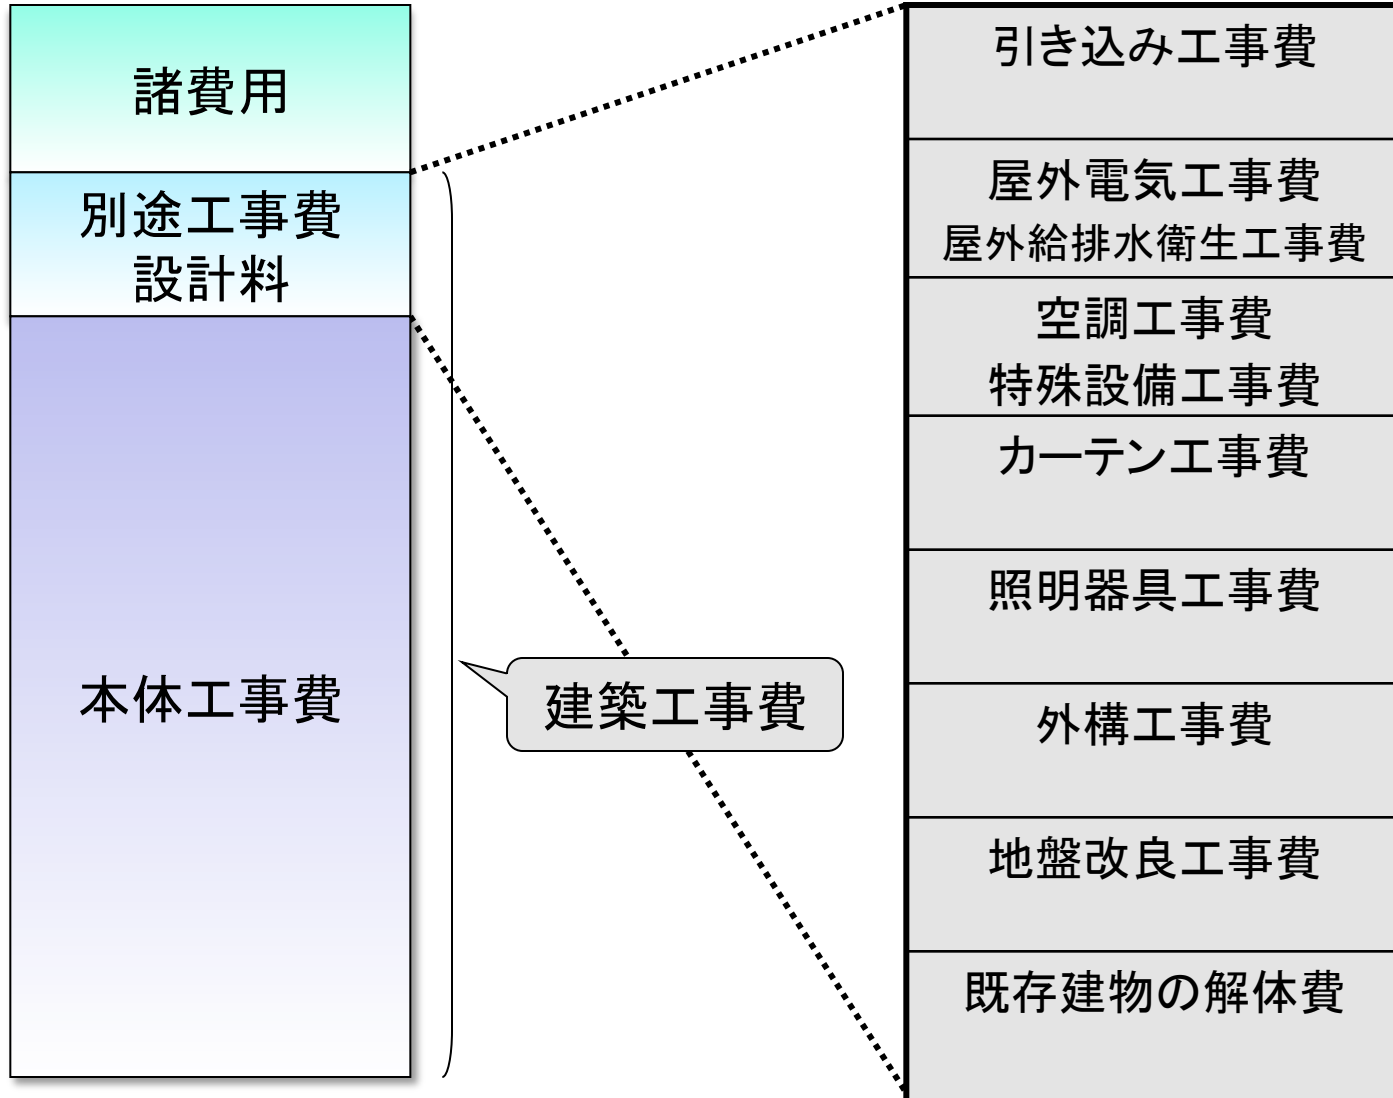 諸費用
別途工事費
設計料
本体工事費
建築工事費
引き込み工事費
屋外電気工事費
屋外給排水衛生工事費
空調工事費
特殊設備工事費
カーテン工事費
照明器具工事費
外構工事費
地盤改良工事費
既存建物の解体費